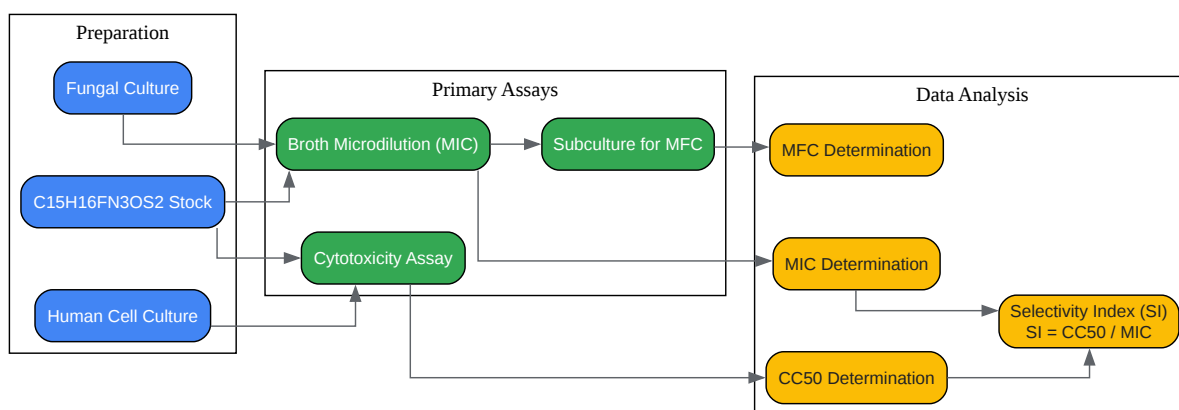 Preparation
Fungal Culture
C15H16FN3OS2 Stock
Human Cell Culture
Primary Assays
Broth Microdilution (MIC)
Subculture for MFC
Cytotoxicity Assay
Data Analysis
MFC Determination
MIC Determination
Selectivity Index (SI)
SI = CC50 / MIC
CC50 Determination